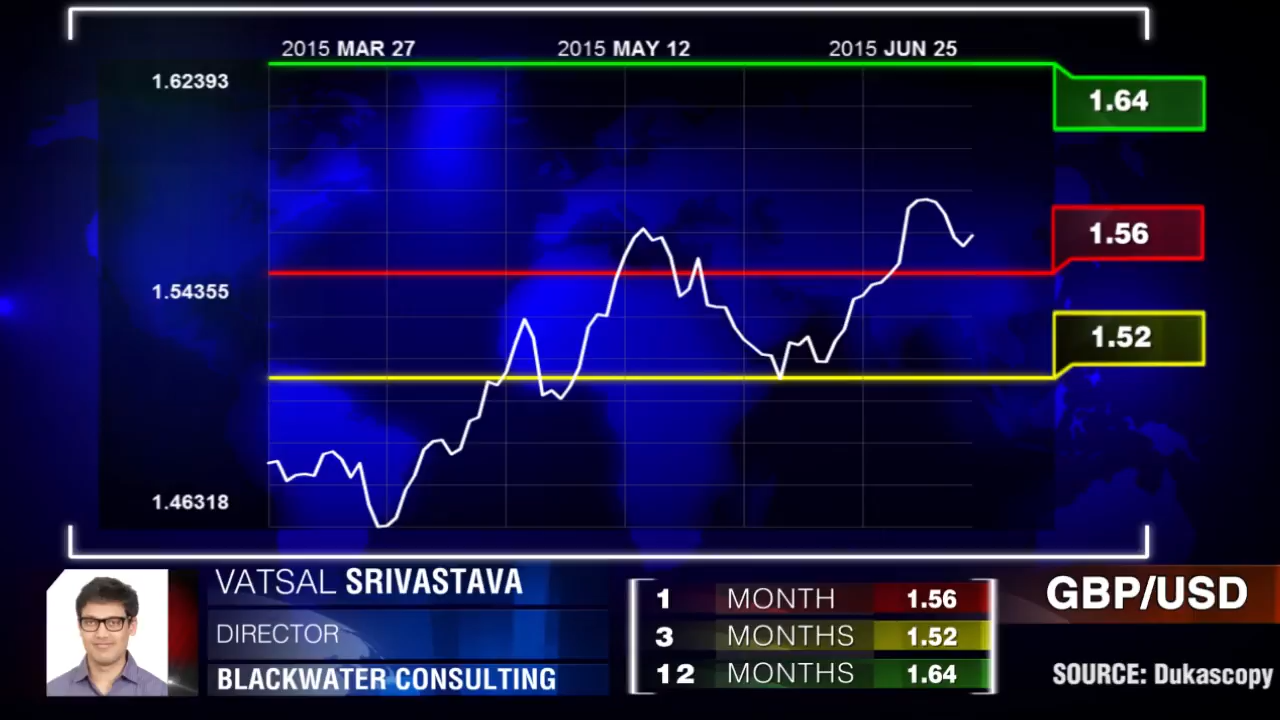 2015 MAR 27 2015 MAY 12 2015 JUN 25
1.62393
1.64
1.56
1.54355
1.52
1.46318
VATSAL SRIVASTAVA
DIRECTOR
BLACKWATER CONSULTING
1 MONTH 1.56
3 MONTHS 1.52
12 MONTHS 1.64
GBP/USD
SOURCE: Dukascopy